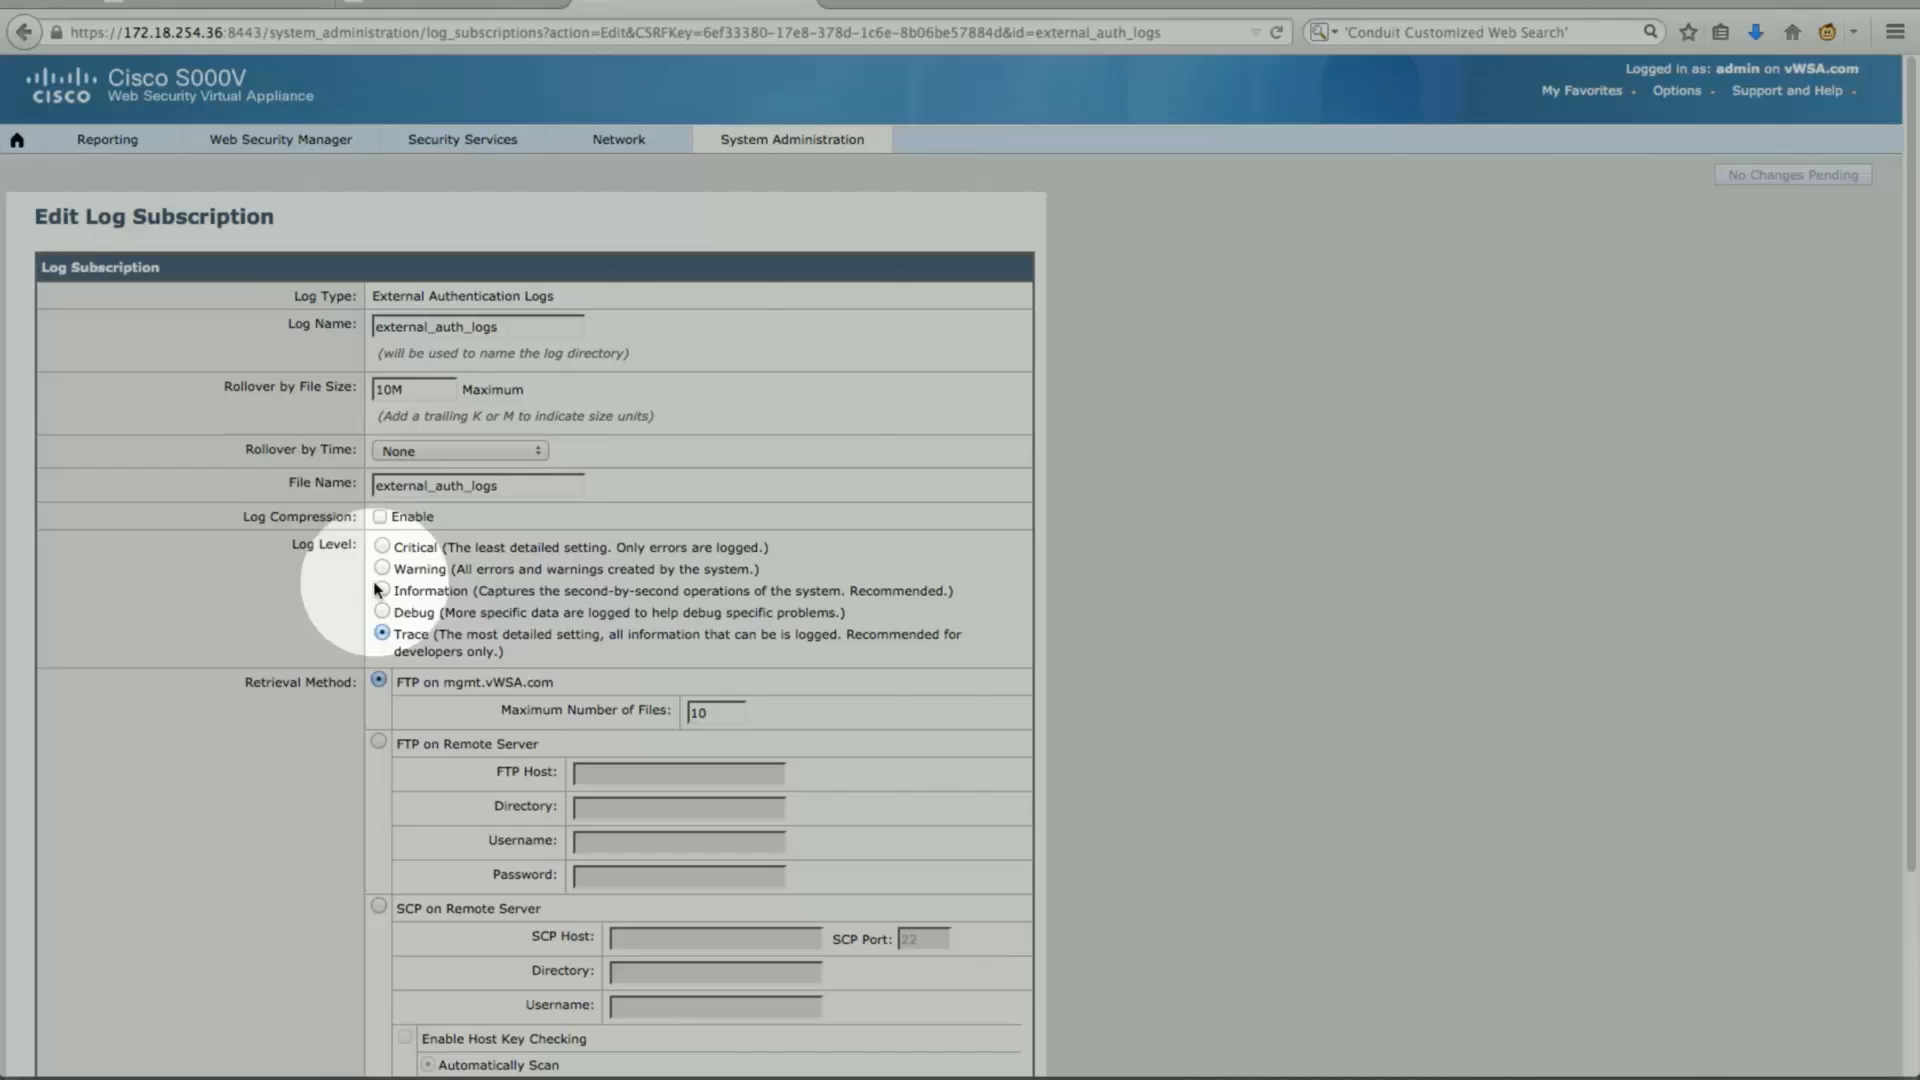 https://172.18.254.36:8443/system_administration/log_subscriptions?action=Edit&CSRFKey=6ef33380-17e8-378d-1c6e-8b06be57884d&id=external_auth_logs
'Conduit Customized Web Search'
CISCO
Cisco S000V
Web Security Virtual Appliance
Logged in as: admin on vWSA.com
My Favorites Options Support and Help
Reporting Web Security Manager Security Services Network System Administration
No Changes Pending
Edit Log Subscription
Log Subscription
Log Type: External Authentication Logs
Log Name: external_auth_logs
(will be used to name the log directory)
Rollover by File Size: 10M Maximum
(Add a trailing K or M to indicate size units)
Rollover by Time: None
File Name: external_auth_logs
Log Compression: Enable
Log Level: Critical (The least detailed setting. Only errors are logged.)
Warning (All errors and warnings created by the system.)
Information (Captures the second-by-second operations of the system. Recommended.)
Debug (More specific data are logged to help debug specific problems.)
Trace (The most detailed setting, all information that can be is logged. Recommended for
developers only.)
Retrieval Method: FTP on mgmt.vWSA.com
Maximum Number of Files: 10
FTP on Remote Server
FTP Host:
Directory:
Username:
Password:
SCP on Remote Server
SCP Host: SCP Port: 22
Directory:
Username:
Enable Host Key Checking
Automatically Scan